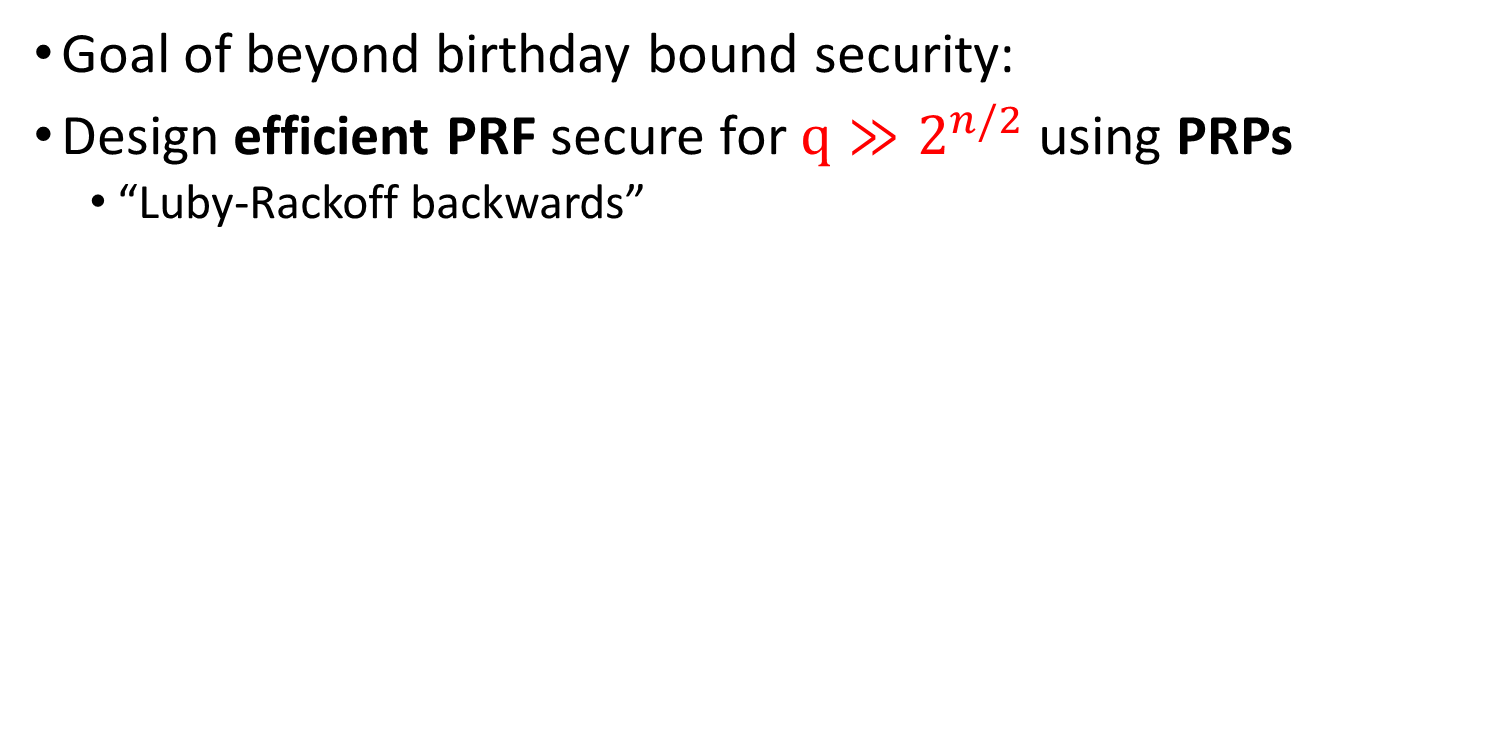 • Goal of beyond birthday bound security:
• Design efficient PRF secure for q ≫ 2^{n/2} using PRPs
• “Luby-Rackoff backwards”